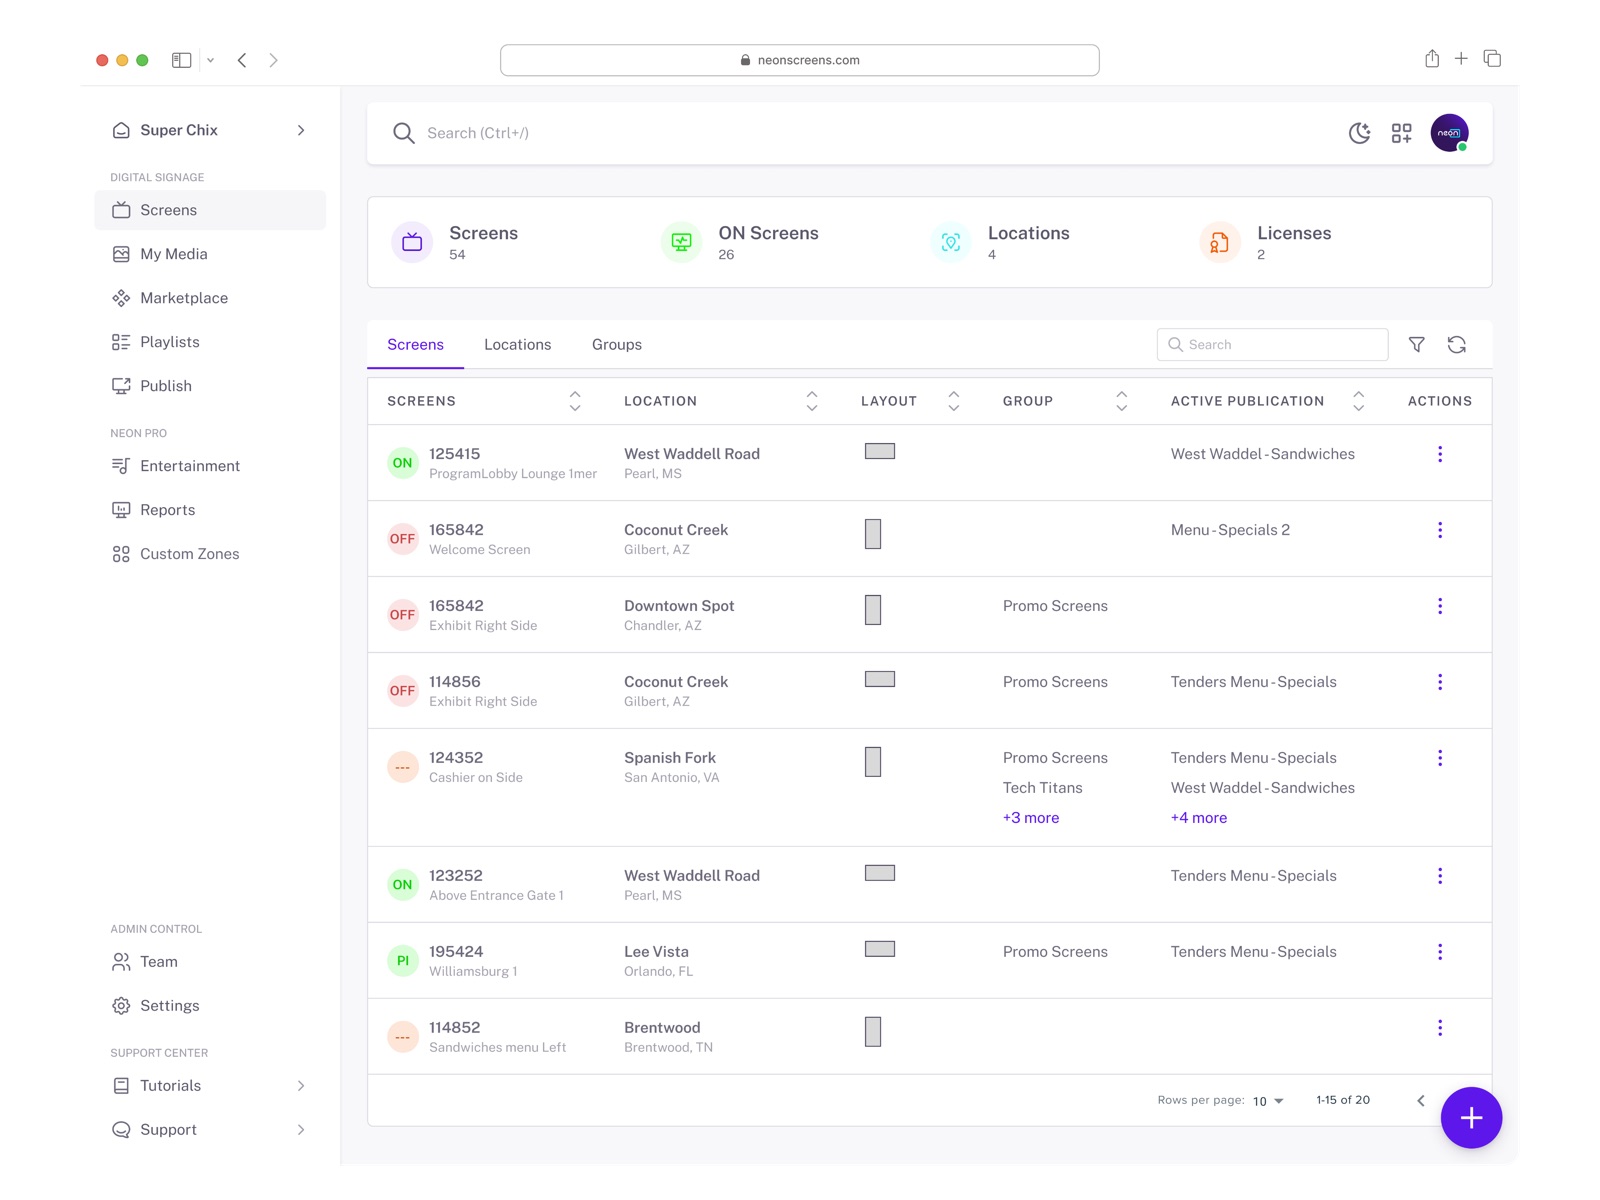 neonscreens.com
Super Chix
DIGITAL SIGNAGE
Screens
My Media
Marketplace
Playlists
Publish
NEON PRO
Entertainment
Reports
Custom Zones
ADMIN CONTROL
Team
Settings
SUPPORT CENTER
Tutorials
Support
Search (Ctrl+/)
neon
Screens
54
ON Screens
26
Locations
4
Licenses
2
Screens Locations Groups
Search
SCREENS LOCATION LAYOUT GROUP ACTIVE PUBLICATION ACTIONS
ON 125415 West Waddell Road West Waddel - Sandwiches
ProgramLobby Lounge 1mer Pearl, MS
OFF 165842 Coconut Creek Menu - Specials 2
Welcome Screen Gilbert, AZ
OFF 165842 Downtown Spot Promo Screens
Exhibit Right Side Chandler, AZ
OFF 114856 Coconut Creek Promo Screens Tenders Menu - Specials
Exhibit Right Side Gilbert, AZ
--- 124352 Spanish Fork Promo Screens Tenders Menu - Specials
Cashier on Side San Antonio, VA Tech Titans West Waddel - Sandwiches
+3 more +4 more
ON 123252 West Waddell Road Tenders Menu - Specials
Above Entrance Gate 1 Pearl, MS
PI 195424 Lee Vista Promo Screens Tenders Menu - Specials
Williamsburg 1 Orlando, FL
--- 114852 Brentwood
Sandwiches menu Left Brentwood, TN
Rows per page: 10 1-15 of 20